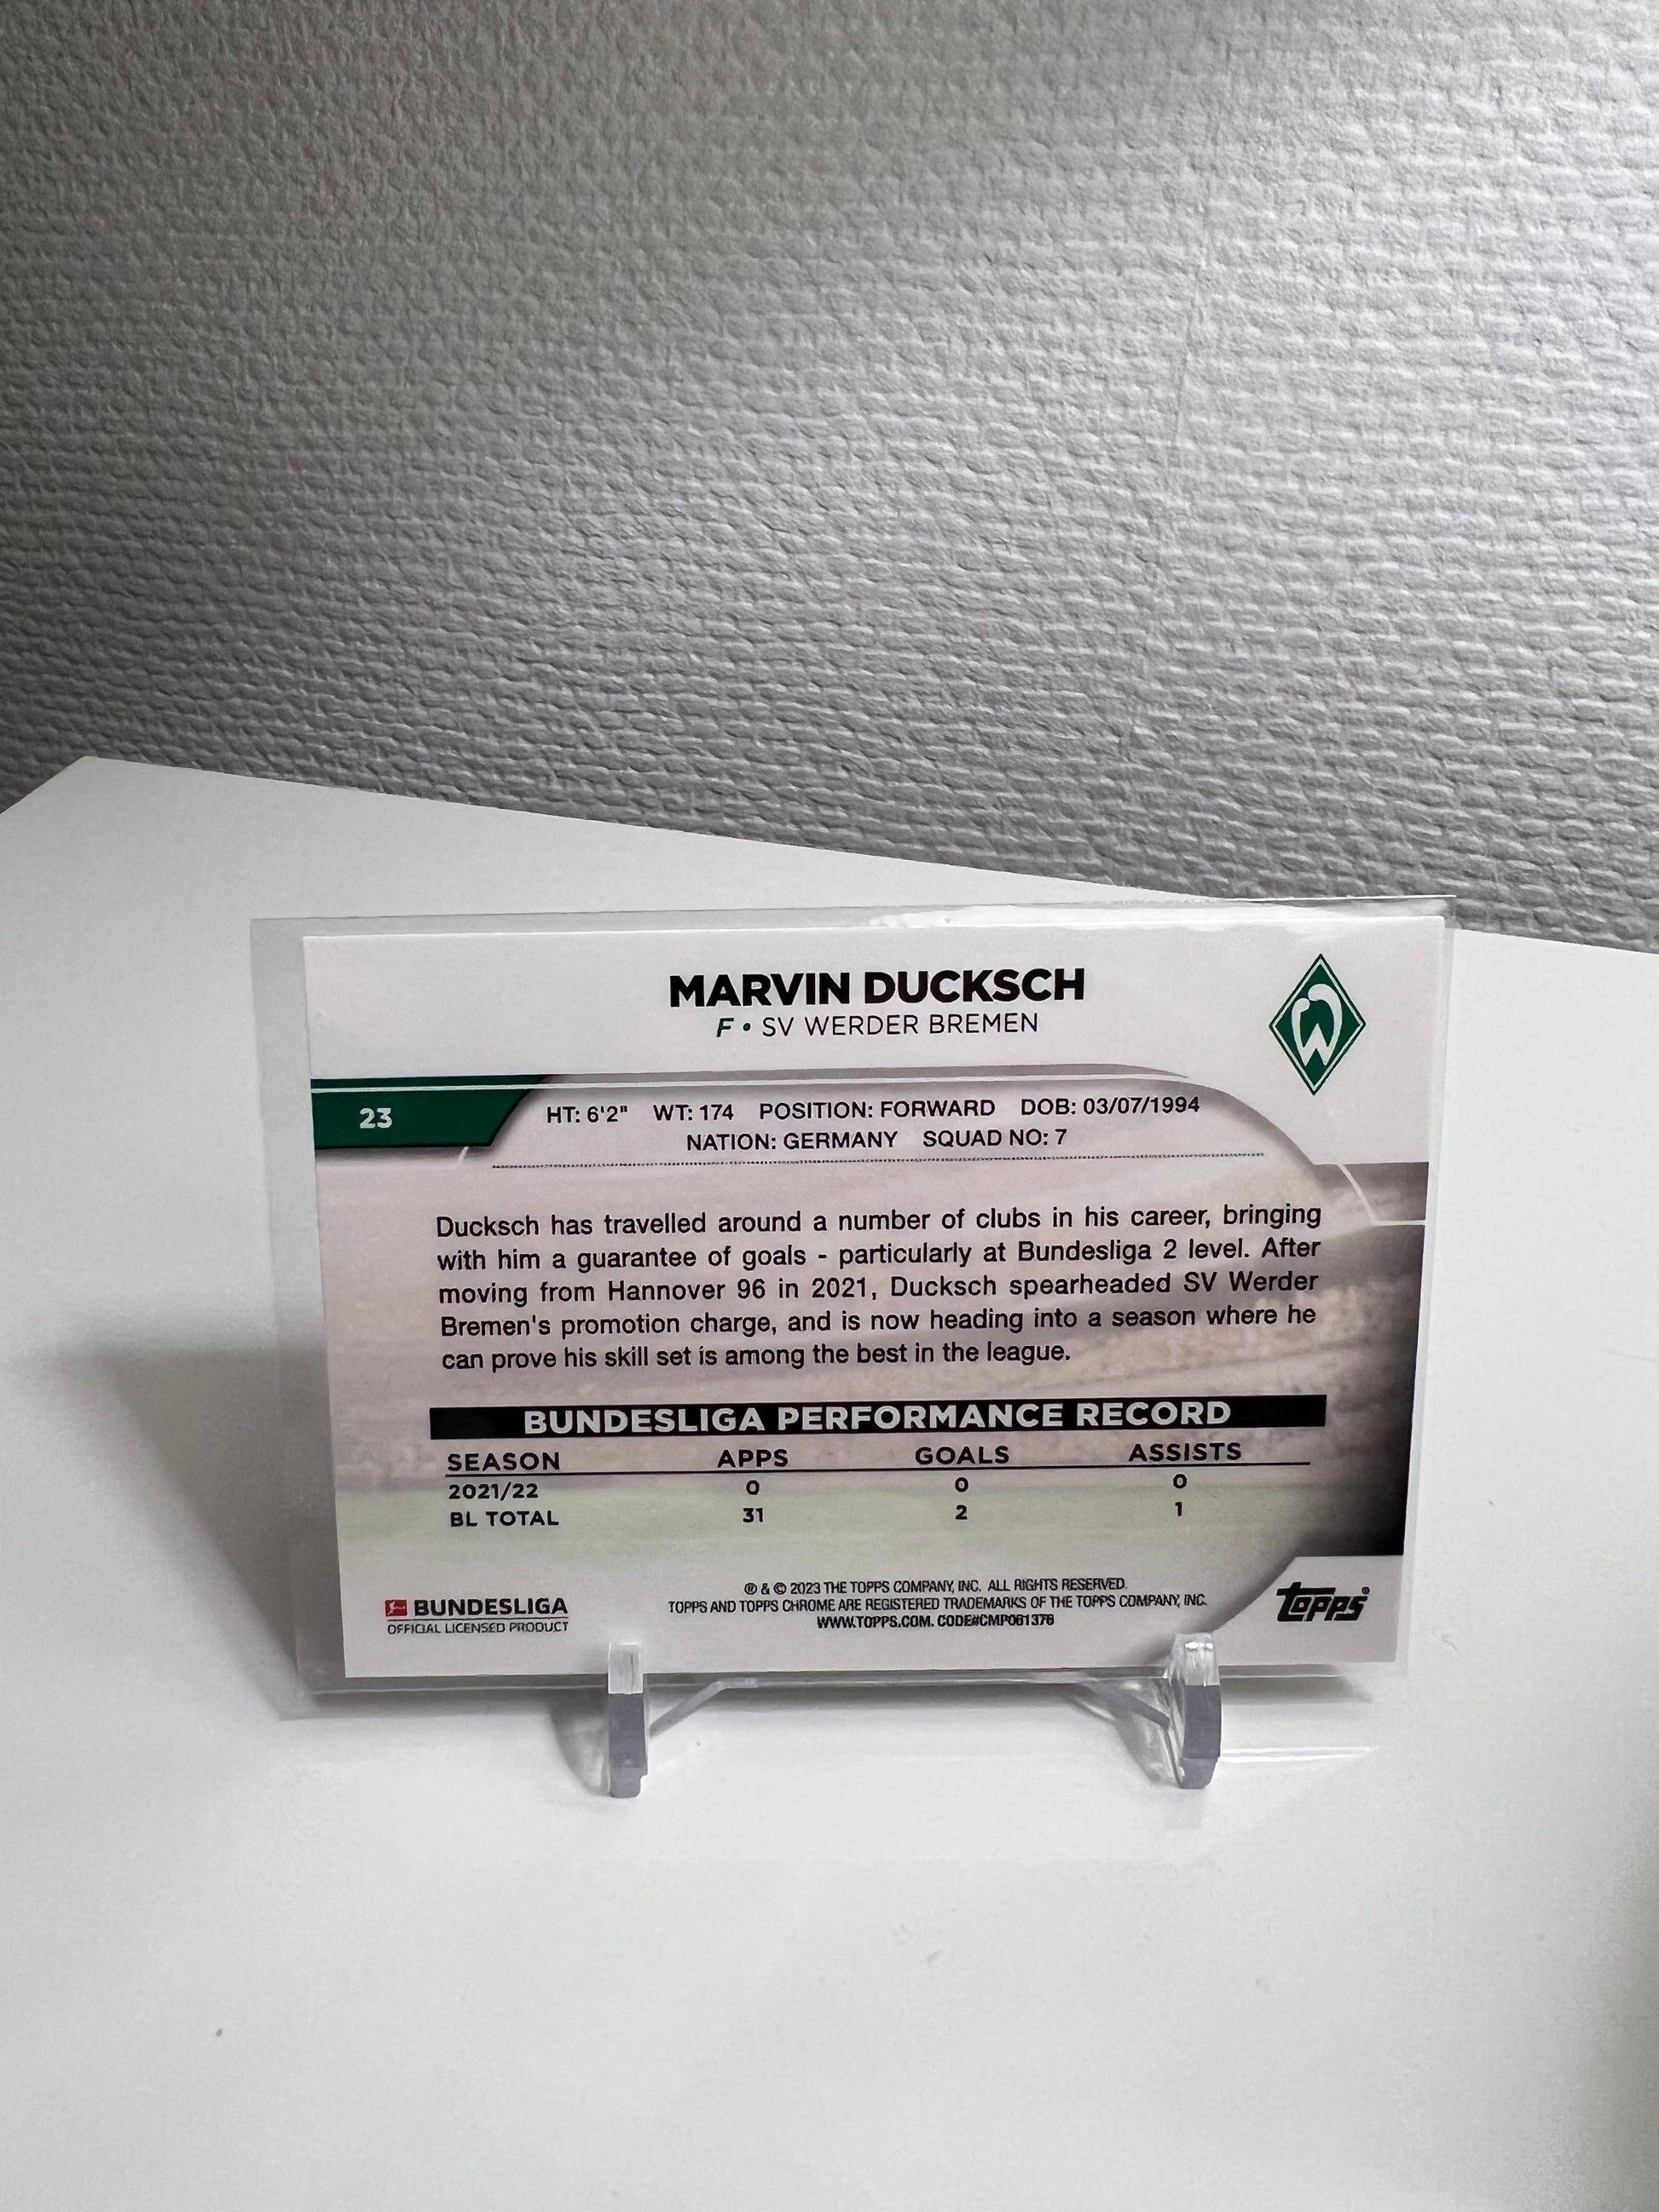 MARVIN DUCKSCH
F • SV WERDER BREMEN
W
23
HT: 6'2" WT: 174 POSITION: FORWARD DOB: 03/07/1994
NATION: GERMANY SQUAD NO: 7
Ducksch has travelled around a number of clubs in his career, bringing
with him a guarantee of goals - particularly at Bundesliga 2 level. After
moving from Hannover 96 in 2021, Ducksch spearheaded SV Werder
Bremen's promotion charge, and is now heading into a season where he
can prove his skill set is among the best in the league.
BUNDESLIGA PERFORMANCE RECORD
SEASON APPS GOALS ASSISTS
2021/22 0 0 0
BL TOTAL 31 2 1
BUNDESLIGA
OFFICIAL LICENSED PRODUCT
® & © 2023 THE TOPPS COMPANY, INC. ALL RIGHTS RESERVED.
TOPPS AND TOPPS CHROME ARE REGISTERED TRADEMARKS OF THE TOPPS COMPANY, INC.
WWW.TOPPS.COM. CODE#CMP061376
Topps®